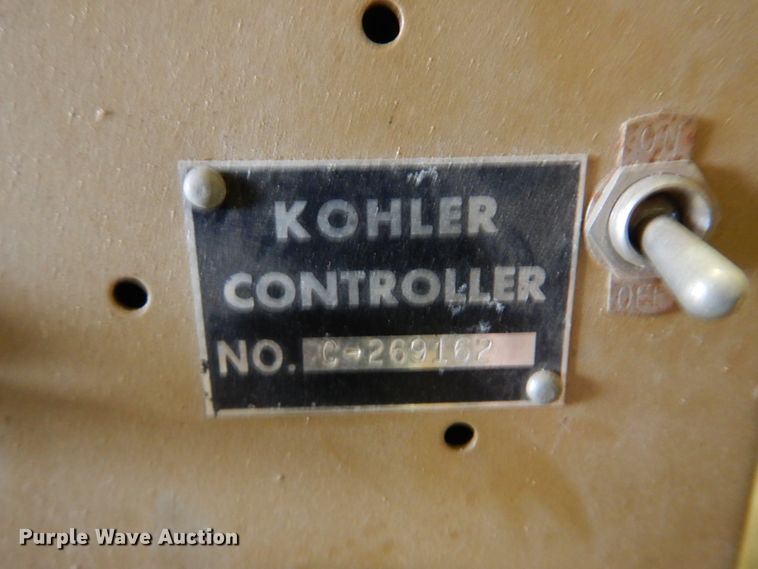 ON
KOHLER
CONTROLLER
NO. C-269162
OFF
Purple Wave Auction